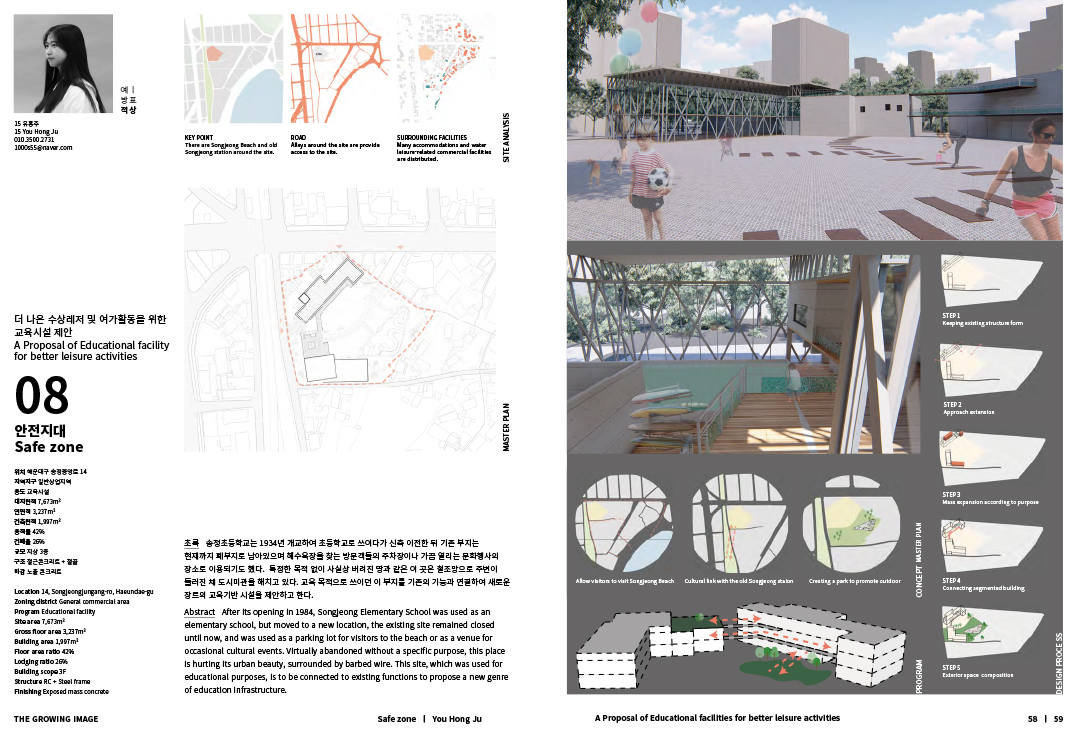 15 유홍주
15 You Hong Ju
010.3500.2731
1000s55@naver.com
KEY POINT
There are Songjeong Beach and old
Songjeong station around the site.
ROAD
Alleys around the site are provide
access to the site.
SURROUNDING FACILITIES
Many accommodations and water
leisure-related commercial facilities
are distributed.
SITE ANALYSIS
MASTER PLAN
더 나은 수상레저 및 여가활동을 위한
교육시설 제안
A Proposal of Educational facility
for better leisure activities
08
안전지대
Safe zone
위치 해운대구 송정중앙로 14
지역지구 일반상업지역
용도 교육시설
대지면적 7,673m²
연면적 3,237m²
건축면적 1,997m²
용적률 42%
건폐율 26%
규모 지상 3층
구조 철근콘크리트 + 철골
마감 노출 콘크리트
Location 14, Songjeongjungang-ro, Haeundae-gu
Zoning district General commercial area
Program Educational facility
Site area 7,673m²
Gross floor area 3,237m²
Building area 1,997m²
Floor area ratio 42%
Lodging ratio 26%
Building scope 3F
Structure RC + Steel frame
Finishing Exposed mass concrete
초록 송정초등학교는 1934년 개교하여 초등학교로 쓰여다가 신축 이전한 뒤 기존 부지는
현재까지 폐부지로 남아있으며 해수욕장을 찾는 방문객들의 주차장이나 가끔 열리는 문화행사의
장소로 이용되기도 했다. 특정한 목적 없이 사실상 버려진 땅과 같은 이 곳은 철조망으로 주변이
둘러진 채 도시미관을 해치고 있다. 교육 목적으로 쓰이던 이 부지를 기존의 기능과 연결하여 새로운
장르의 교육기반 시설을 제안하고 한다.
Abstract After its opening in 1984, Songjeong Elementary School was used as an
elementary school, but moved to a new location, the existing site remained closed
until now, and was used as a parking lot for visitors to the beach or as a venue for
occasional cultural events. Virtually abandoned without a specific purpose, this place
is hurting its urban beauty, surrounded by barbed wire. This site, which was used for
educational purposes, is to be connected to existing functions to propose a new genre
of education infrastructure.
THE GROWING IMAGE
Safe zone | You Hong Ju
STEP 1
Keeping existing structure form
STEP 2
Approach extension
STEP 3
Mass expansion according to purpose
STEP 4
Connecting segmented building
STEP 5
Exterior space composition
DESIGN PROCESS
Allow visitors to visit Songjeong Beach
Cultural link with the old Songjeong staion
Creating a park to promote outdoor
CONCEPT MASTER PLAN
PROGRAM
A Proposal of Educational facilities for better leisure activities
58 | 59